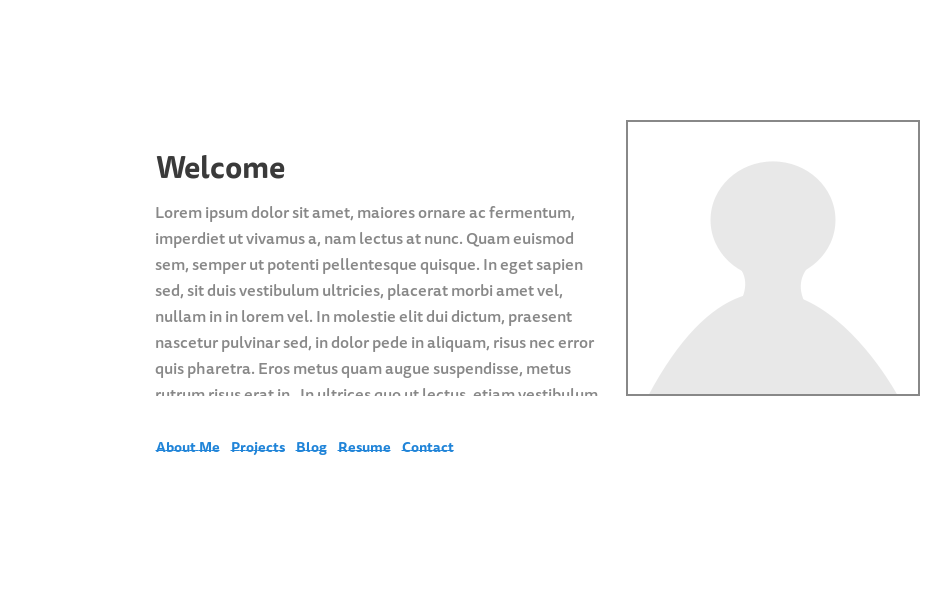 Welcome
Lorem ipsum dolor sit amet, maiores ornare ac fermentum,
imperdiet ut vivamus a, nam lectus at nunc. Quam euismod
sem, semper ut potenti pellentesque quisque. In eget sapien
sed, sit duis vestibulum ultricies, placerat morbi amet vel,
nullam in in lorem vel. In molestie elit dui dictum, praesent
nascetur pulvinar sed, in dolor pede in aliquam, risus nec error
quis pharetra. Eros metus quam augue suspendisse, metus
rutrum risus erat in. In ultrices quo ut lectus, etiam vestibulum
About Me Projects Blog Resume Contact